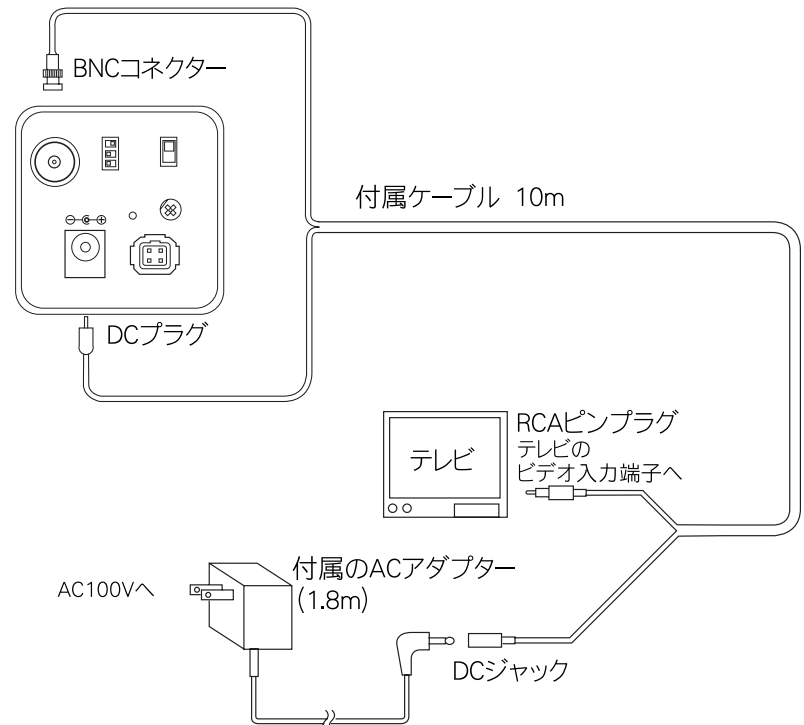 BNCコネクター
付属ケーブル 10m
DCプラグ
テレビ
RCAピンプラグ
テレビの
ビデオ入力端子へ
付属のACアダプター
(1.8m)
AC100Vへ
DCジャック